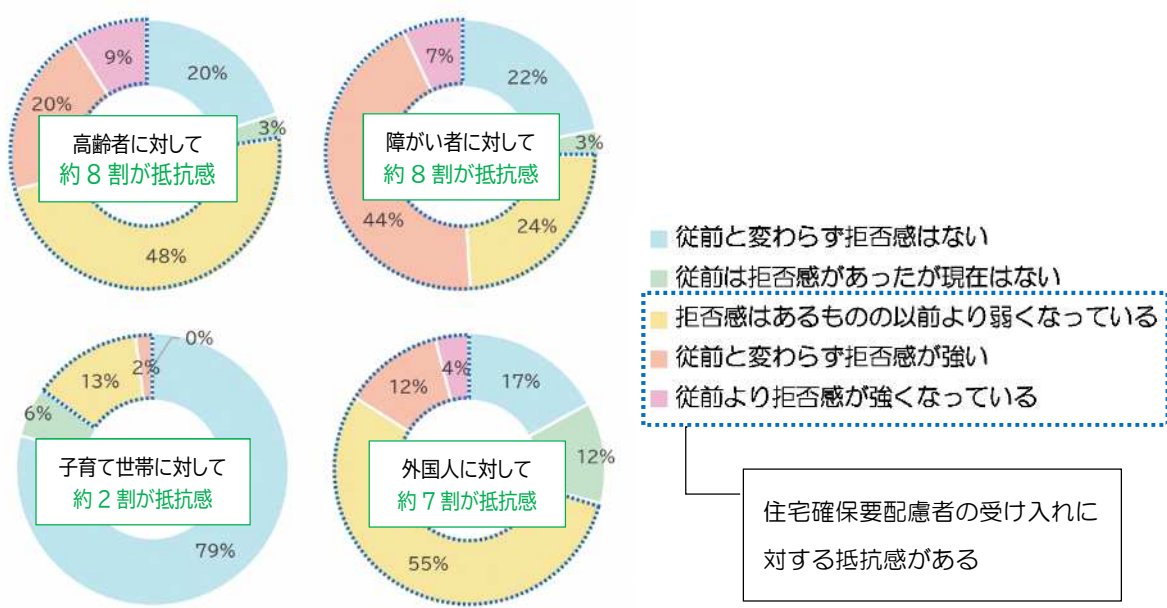 9%
20%
20%
3%
高齢者に対して
約8割が抵抗感
48%
7%
22%
3%
障がい者に対して
約8割が抵抗感
44%
24%
0%
2%
13%
6%
子育て世帯に対して
約2割が抵抗感
79%
4%
17%
12%
12%
外国人に対して
約7割が抵抗感
55%
従前と変わらず拒否感はない
従前は拒否感があったが現在はない
拒否感はあるものの以前より弱くなっている
従前と変わらず拒否感が強い
従前より拒否感が強くなっている
住宅確保要配慮者の受け入れに
対する抵抗感がある